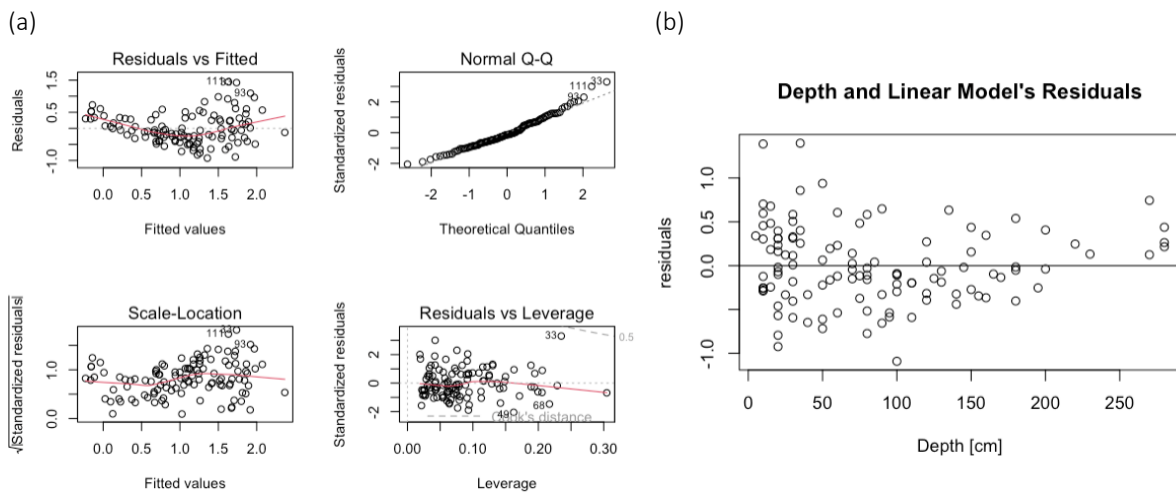 (a)
(b)
Residuals vs Fitted
Residuals
1.5
0.5
-1.0
111
93
0.0 0.5 1.0 1.5 2.0
Fitted values
Normal Q-Q
Standardized residuals
2
0
-2
111
33
93
-2 -1 0 1 2
Theoretical Quantiles
Scale-Location
√|Standardized residuals|
1.0
0.0
111
93
0.0 0.5 1.0 1.5 2.0
Fitted values
Residuals vs Leverage
Standardized residuals
2
0
-2
33
0.5
49
68
Cook's distance
0.00 0.10 0.20 0.30
Leverage
Depth and Linear Model's Residuals
residuals
1.0
0.5
0.0
-1.0
0 50 100 150 200 250
Depth [cm]